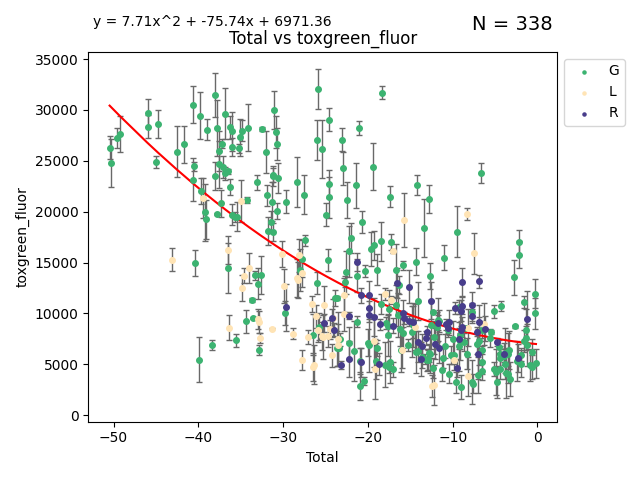 y = 7.71x^2 + -75.74x + 6971.36
N = 338
Total vs toxgreen_fluor
35000
30000
25000
20000
15000
10000
5000
0
toxgreen_fluor
−50
−40
−30
−20
−10
0
Total
G
L
R